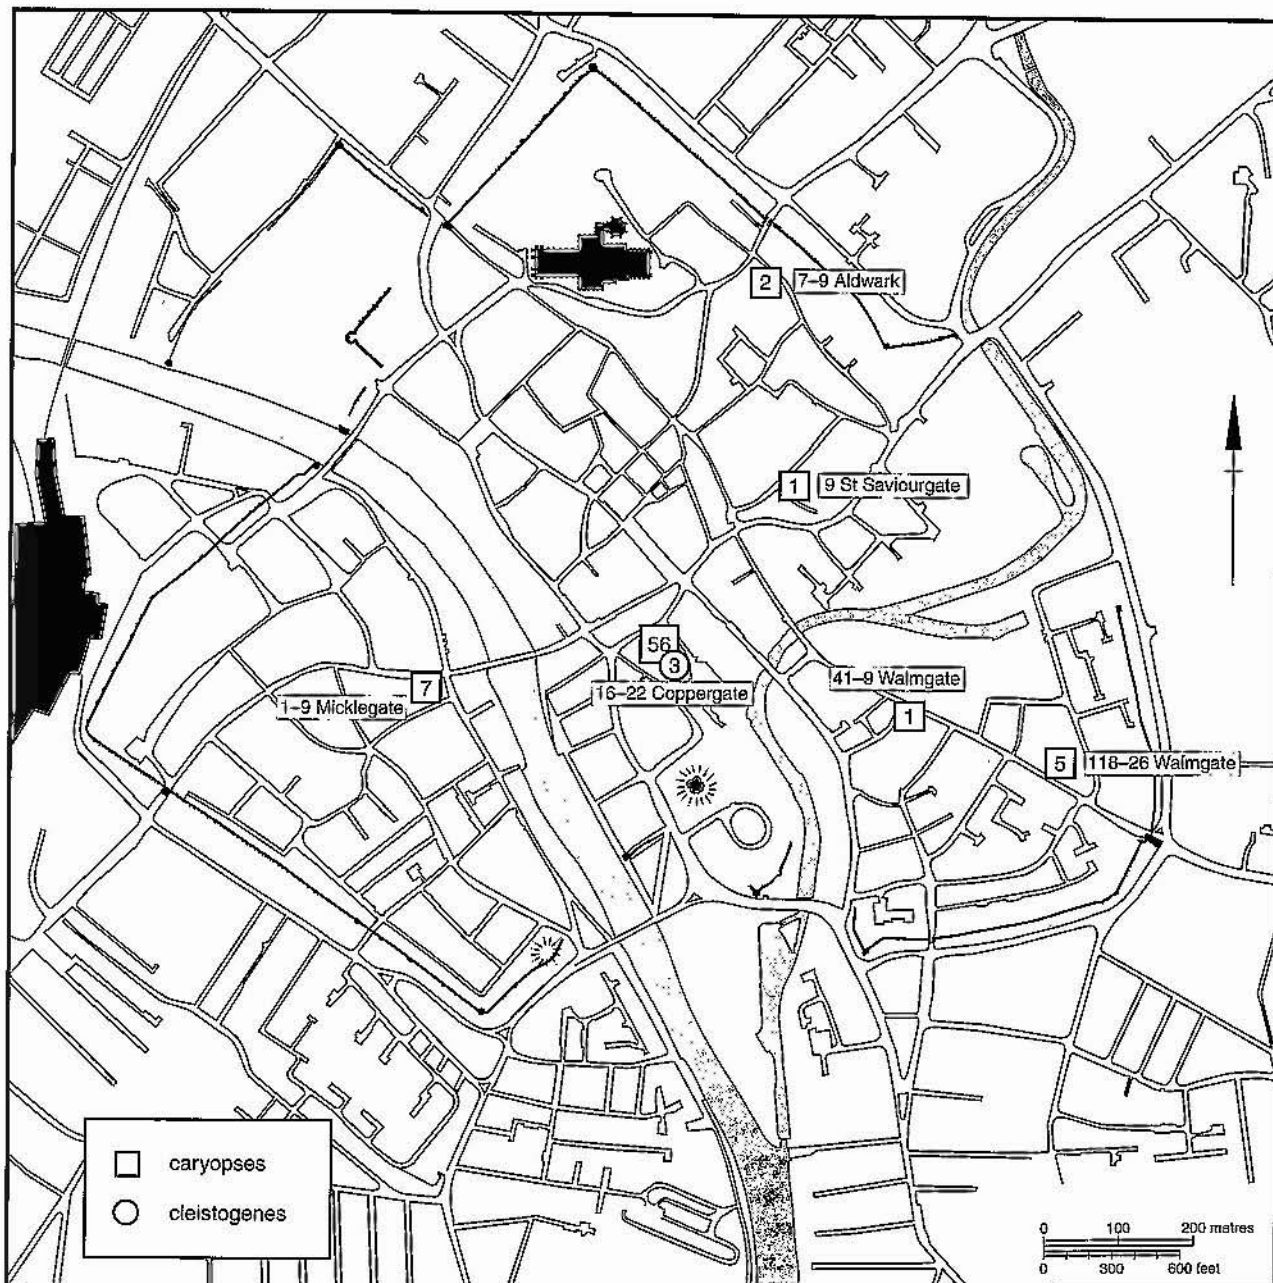 2
7–9 Aldwark
1
9 St Saviourgate
56
3
16–22 Coppergate
41–9 Walmgate
1
7
1–9 Micklegate
5
118–26 Walmgate
caryopses
cleistogenes
0 100 200 metres
0 300 600 feet